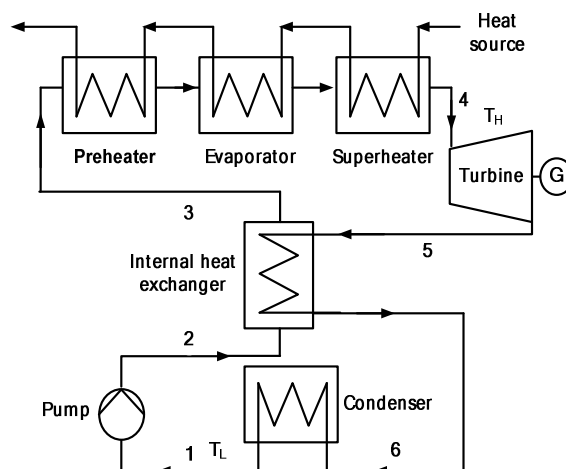 Heat
source
4
T_H
Preheater
Evaporator
Superheater
Turbine
G
3
5
Internal heat
exchanger
2
Pump
Condenser
1
T_L
6